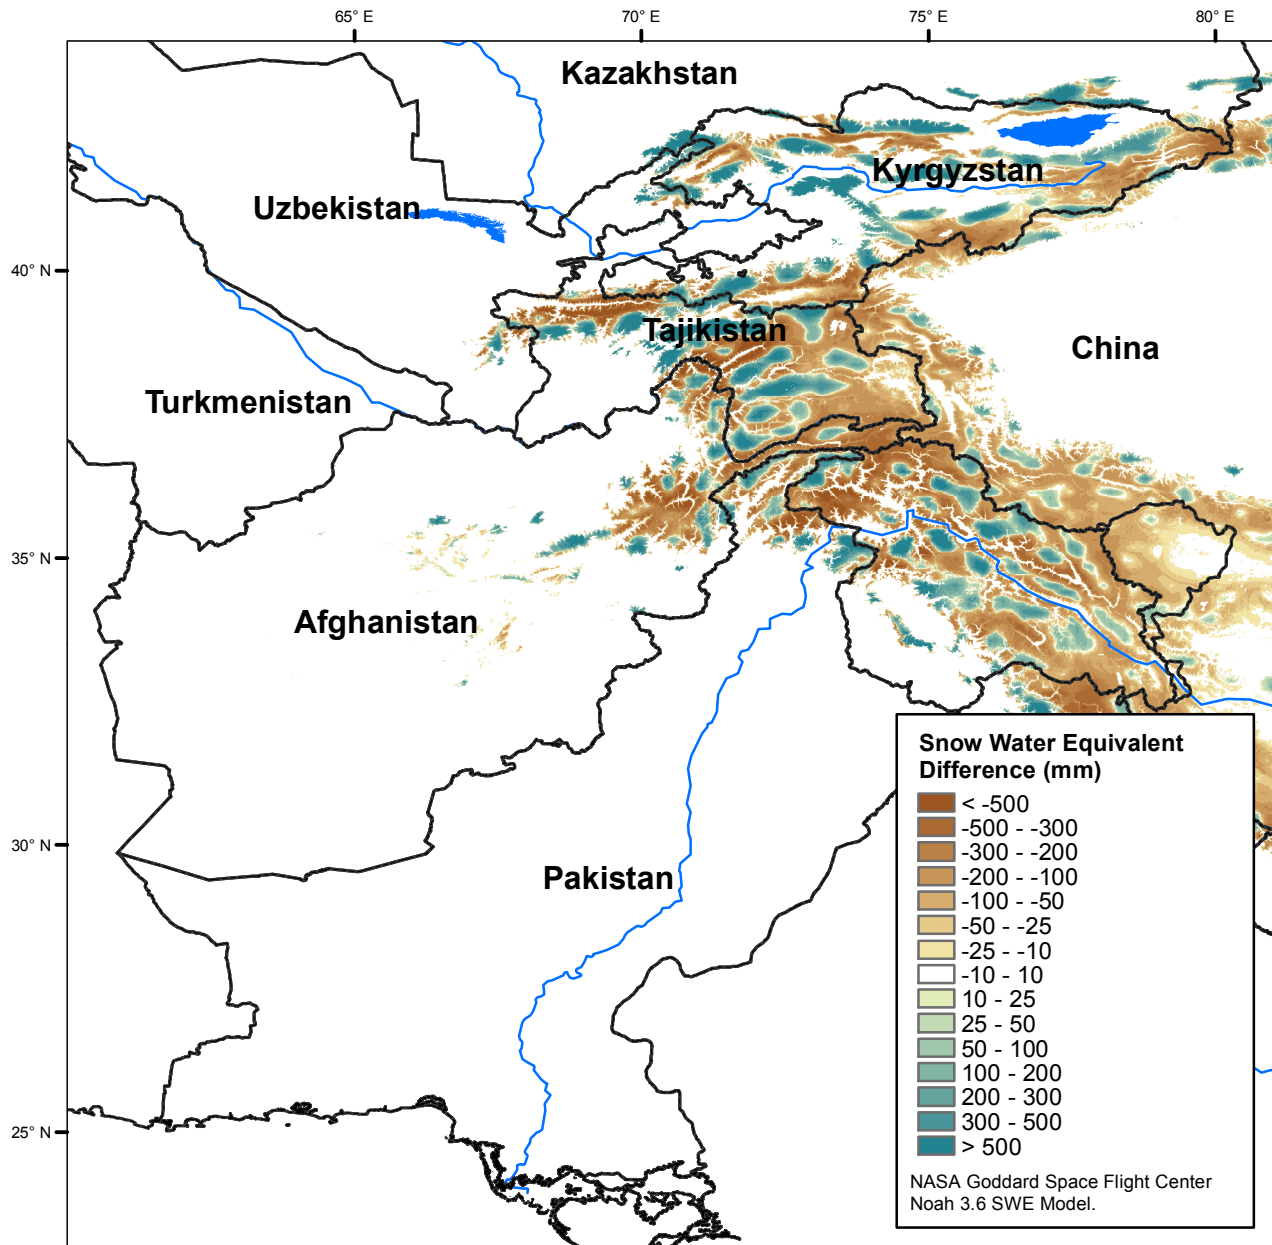 65° E
70° E
75° E
80° E
Kazakhstan
Kyrgyzstan
Uzbekistan
40° N
Tajikistan
China
Turkmenistan
35° N
Afghanistan
Snow Water Equivalent
Difference (mm)
< -500
-500 - -300
-300 - -200
-200 - -100
-100 - -50
-50 - -25
-25 - -10
-10 - 10
10 - 25
25 - 50
50 - 100
100 - 200
200 - 300
300 - 500
> 500
NASA Goddard Space Flight Center
Noah 3.6 SWE Model.
30° N
Pakistan
25° N